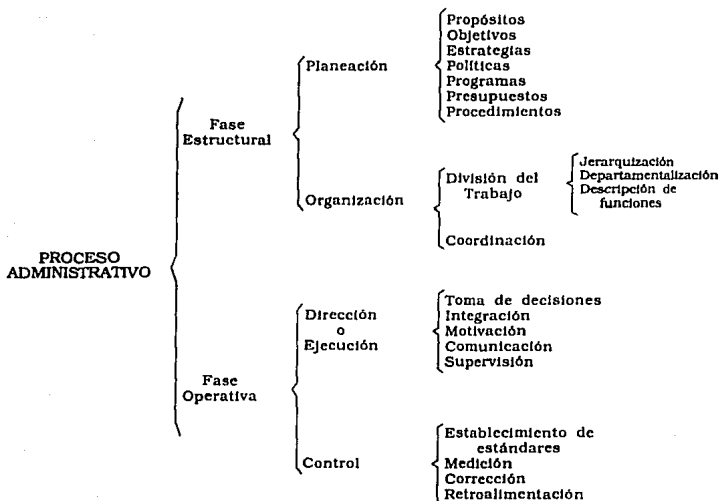 PROCESO
ADMINISTRATIVO
Fase
Estructural
Planeación
Propósitos
Objetivos
Estrategias
Políticas
Programas
Presupuestos
Procedimientos
Organización
División del
Trabajo
Jerarquización
Departamentalización
Descripción de
funciones
Coordinación
Fase
Operativa
Dirección
o
Ejecución
Toma de decisiones
Integración
Motivación
Comunicación
Supervisión
Control
Establecimiento de
estándares
Medición
Corrección
Retroalimentación